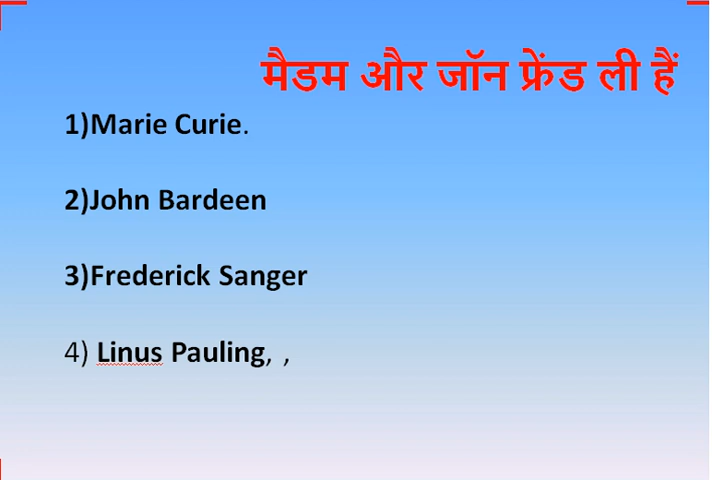 मैडम और जॉन फ्रेंड ली हैं
1)Marie Curie.
2)John Bardeen
3)Frederick Sanger
4) Linus Pauling, ,